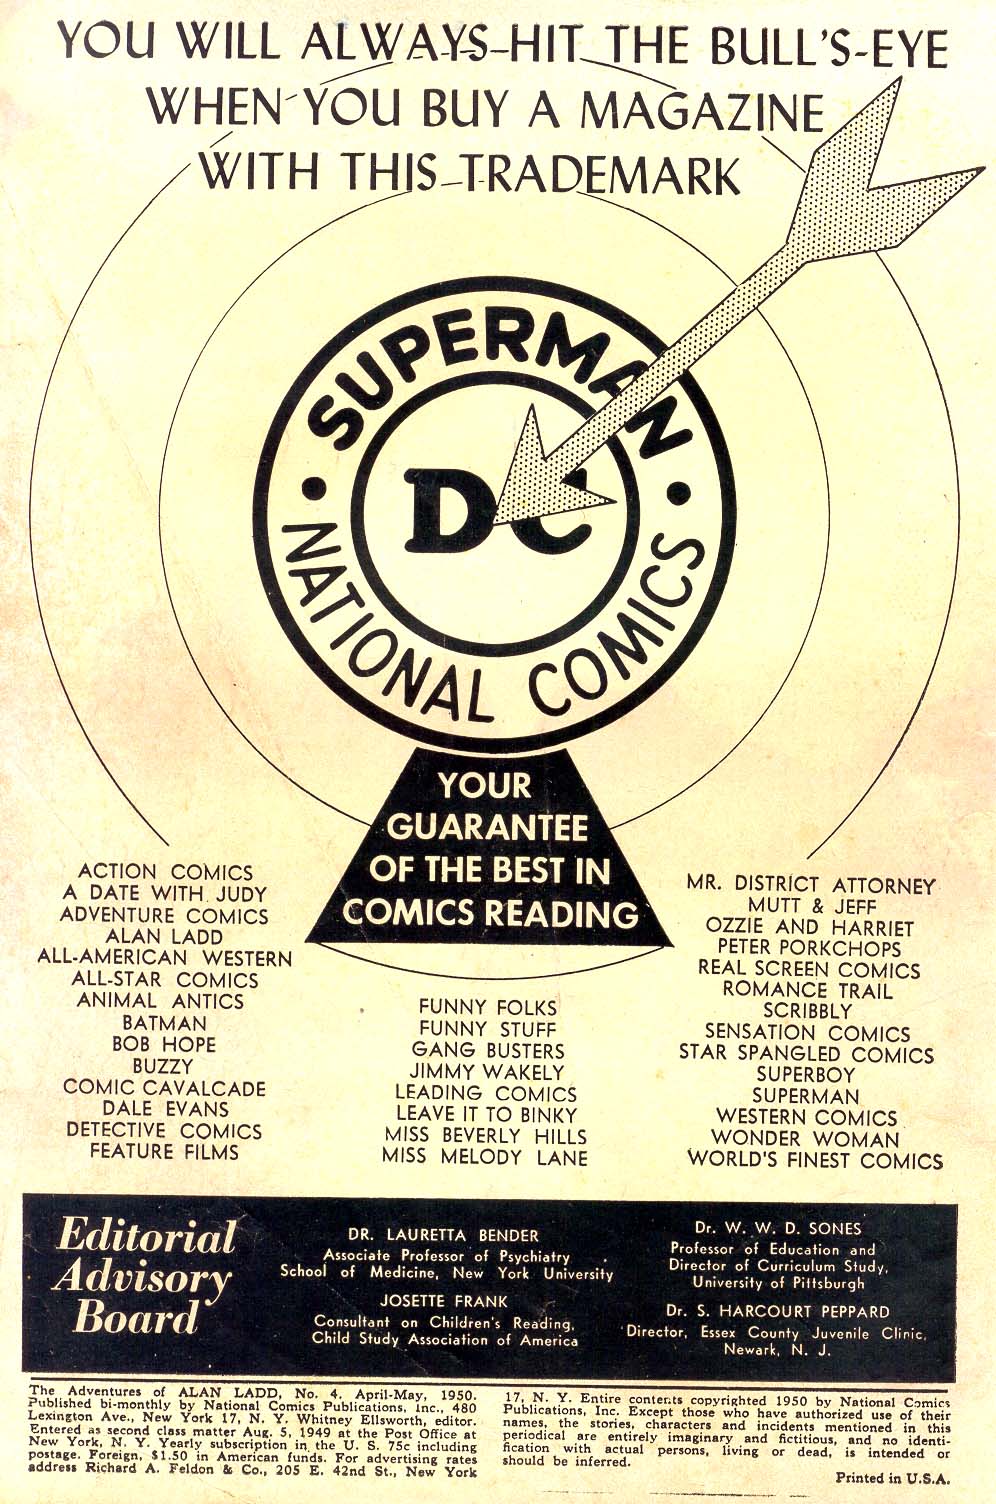 YOU WILL ALWAYS HIT THE BULL'S-EYE
WHEN YOU BUY A MAGAZINE
WITH THIS TRADEMARK
SUPERMAN
DC
NATIONAL COMICS
YOUR
GUARANTEE
OF THE BEST IN
COMICS READING
ACTION COMICS
A DATE WITH JUDY
ADVENTURE COMICS
ALAN LADD
ALL-AMERICAN WESTERN
ALL-STAR COMICS
ANIMAL ANTICS
BATMAN
BOB HOPE
BUZZY
COMIC CAVALCADE
DALE EVANS
DETECTIVE COMICS
FEATURE FILMS
FUNNY FOLKS
FUNNY STUFF
GANG BUSTERS
JIMMY WAKELY
LEADING COMICS
LEAVE IT TO BINKY
MISS BEVERLY HILLS
MISS MELODY LANE
MR. DISTRICT ATTORNEY
MUTT & JEFF
OZZIE AND HARRIET
PETER PORKCHOPS
REAL SCREEN COMICS
ROMANCE TRAIL
SCRIBBLY
SENSATION COMICS
STAR SPANGLED COMICS
SUPERBOY
SUPERMAN
WESTERN COMICS
WONDER WOMAN
WORLD'S FINEST COMICS
Editorial
Advisory
Board
DR. LAURETTA BENDER
Associate Professor of Psychiatry
School of Medicine, New York University
JOSETTE FRANK
Consultant on Children's Reading,
Child Study Association of America
Dr. W. W. D. SONES
Professor of Education and
Director of Curriculum Study,
University of Pittsburgh
Dr. S. HARCOURT PEPPARD
Director, Essex County Juvenile Clinic,
Newark, N. J.
The Adventures of ALAN LADD, No. 4. April-May, 1950.
Published bi-monthly by National Comics Publications, Inc., 480
Lexington Ave., New York 17, N. Y. Whitney Ellsworth, editor.
Entered as second class matter Aug. 5, 1949 at the Post Office at
New York, N. Y. Yearly subscription in the U. S. 75c including
postage. Foreign, $1.50 in American funds. For advertising rates
address Richard A. Feldon & Co., 205 E. 42nd St., New York
17, N. Y. Entire contents copyrighted 1950 by National Comics
Publications, Inc. Except those who have authorized use of their
names, the stories, characters and incidents mentioned in this
periodical are entirely imaginary and fictitious, and no identi-
fication with actual persons, living or dead, is intended or
should be inferred.
Printed in U.S.A.